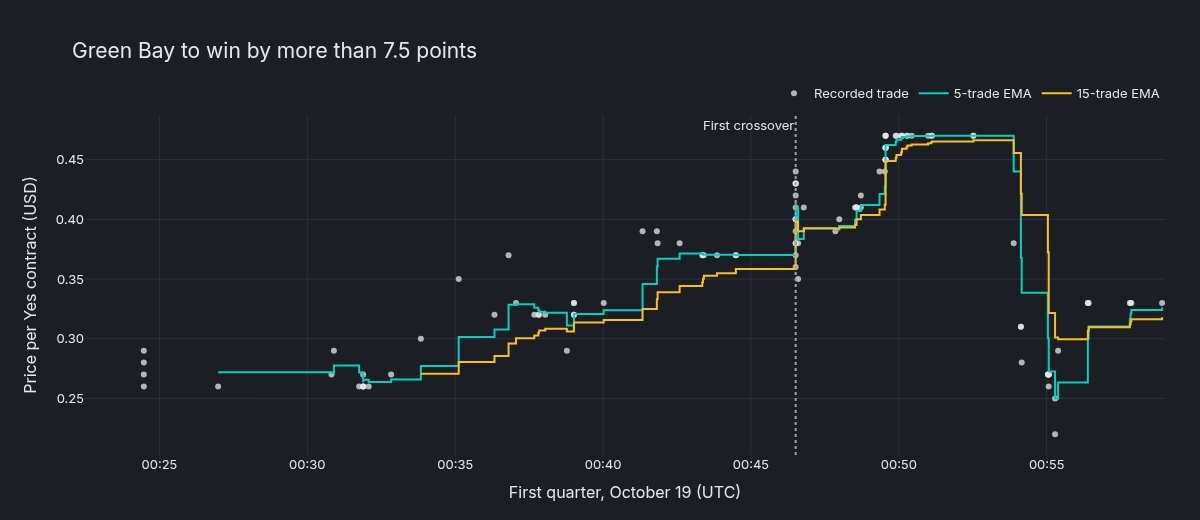 Green Bay to win by more than 7.5 points
Recorded trade
5-trade EMA
15-trade EMA
First crossover
Price per Yes contract (USD)
0.45
0.40
0.35
0.30
0.25
00:25
00:30
00:35
00:40
00:45
00:50
00:55
First quarter, October 19 (UTC)